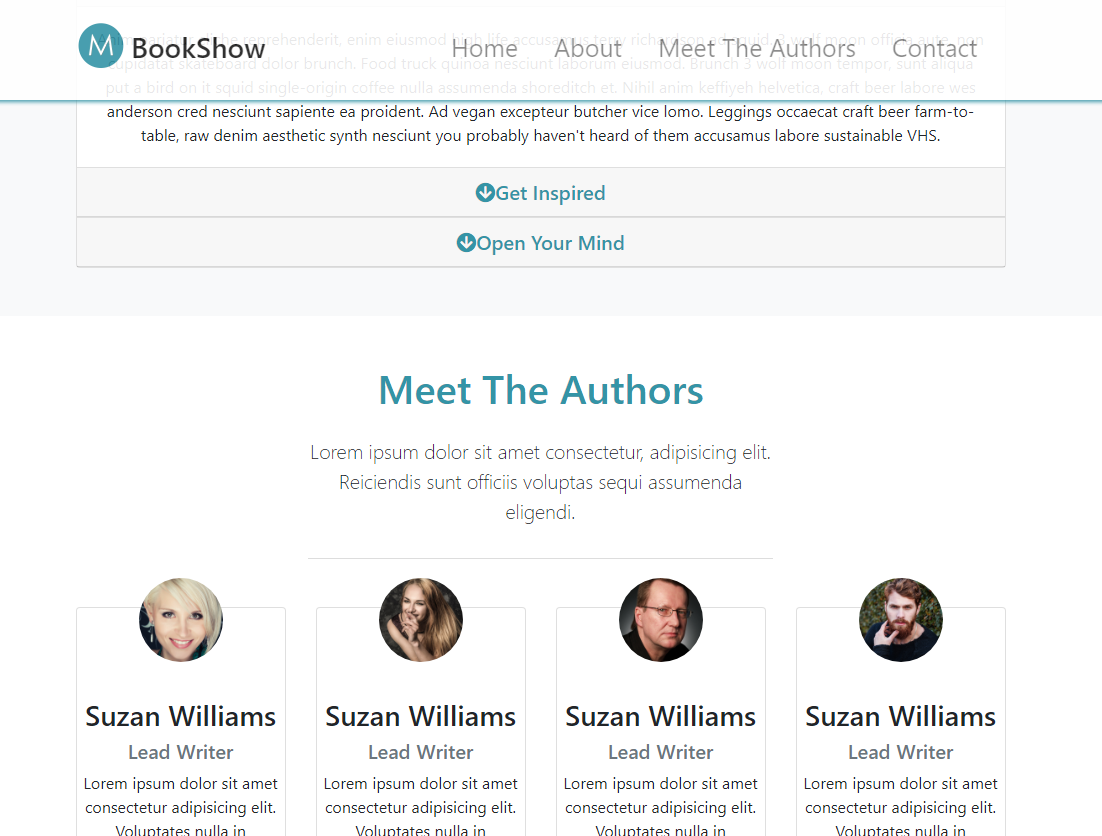 M BookShow Home About Meet The Authors Contact
Anim pariatur cliche reprehenderit, enim eiusmod high life accusamus terry richardson ad squid. 3 wolf moon officia aute, non
cupidatat skateboard dolor brunch. Food truck quinoa nesciunt laborum eiusmod. Brunch 3 wolf moon tempor, sunt aliqua
put a bird on it squid single-origin coffee nulla assumenda shoreditch et. Nihil anim keffiyeh helvetica, craft beer labore wes
anderson cred nesciunt sapiente ea proident. Ad vegan excepteur butcher vice lomo. Leggings occaecat craft beer farm-to-
table, raw denim aesthetic synth nesciunt you probably haven't heard of them accusamus labore sustainable VHS.
Get Inspired
Open Your Mind
Meet The Authors
Lorem ipsum dolor sit amet consectetur, adipisicing elit.
Reiciendis sunt officiis voluptas sequi assumenda
eligendi.
Suzan Williams Suzan Williams Suzan Williams Suzan Williams
Lead Writer Lead Writer Lead Writer Lead Writer
Lorem ipsum dolor sit amet Lorem ipsum dolor sit amet Lorem ipsum dolor sit amet Lorem ipsum dolor sit amet
consectetur adipisicing elit. consectetur adipisicing elit. consectetur adipisicing elit. consectetur adipisicing elit.
Voluptates nulla in Voluptates nulla in Voluptates nulla in Voluptates nulla in